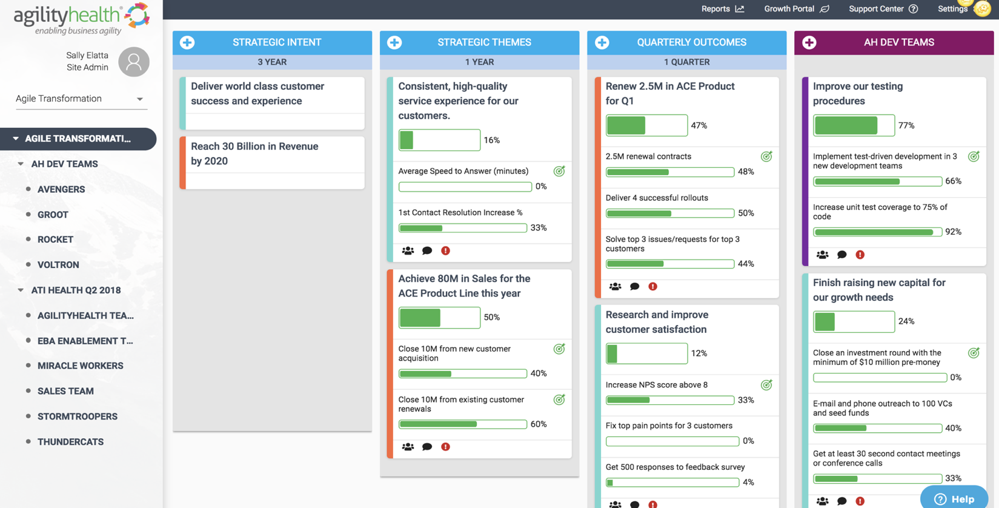 agilityhealth®
enabling business agility
Reports
Growth Portal
Support Center
Settings
Sally Elatta
Site Admin
Agile Transformation
AGILE TRANSFORMATI...
AH DEV TEAMS
AVENGERS
GROOT
ROCKET
VOLTRON
ATI HEALTH Q2 2018
AGILITYHEALTH TEA...
EBA ENABLEMENT T...
MIRACLE WORKERS
SALES TEAM
STORMTROOPERS
THUNDERCATS
STRATEGIC INTENT
3 YEAR
Deliver world class customer
success and experience
Reach 30 Billion in Revenue
by 2020
STRATEGIC THEMES
1 YEAR
Consistent, high-quality
service experience for our
customers.
16%
Average Speed to Answer (minutes)
0%
1st Contact Resolution Increase %
33%
Achieve 80M in Sales for the
ACE Product Line this year
50%
Close 10M from new customer
acquisition
40%
Close 10M from existing customer
renewals
60%
QUARTERLY OUTCOMES
1 QUARTER
Renew 2.5M in ACE Product
for Q1
47%
2.5M renewal contracts
48%
Deliver 4 successful rollouts
50%
Solve top 3 issues/requests for top 3
customers
44%
Research and improve
customer satisfaction
12%
Increase NPS score above 8
33%
Fix top pain points for 3 customers
0%
Get 500 responses to feedback survey
4%
AH DEV TEAMS
Improve our testing
procedures
77%
Implement test-driven development in 3
new development teams
66%
Increase unit test coverage to 75% of
code
92%
Finish raising new capital for
our growth needs
24%
Close an investment round with the
minimum of $10 million pre-money
0%
E-mail and phone outreach to 100 VCs
and seed funds
40%
Get at least 30 second contact meetings
or conference calls
33%
Help